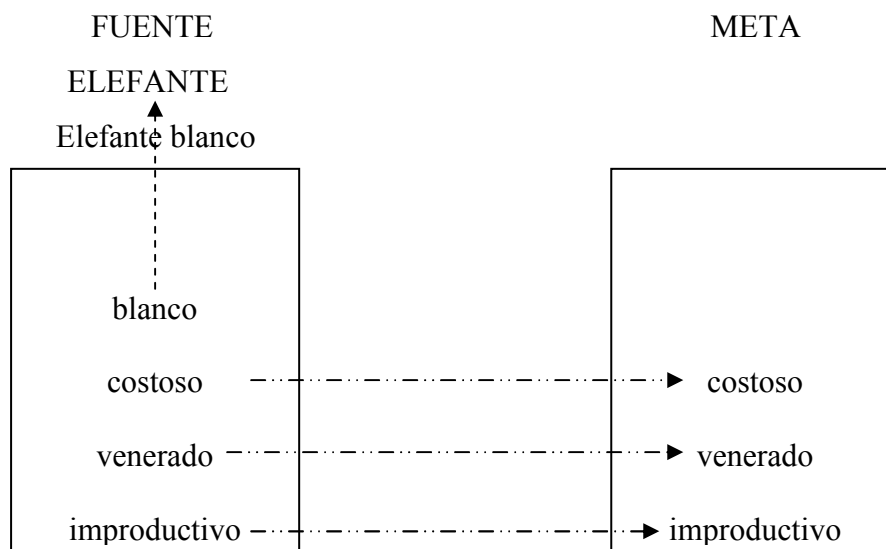 FUENTE META
ELEFANTE
Elefante blanco
blanco
costoso costoso
venerado venerado
improductivo improductivo